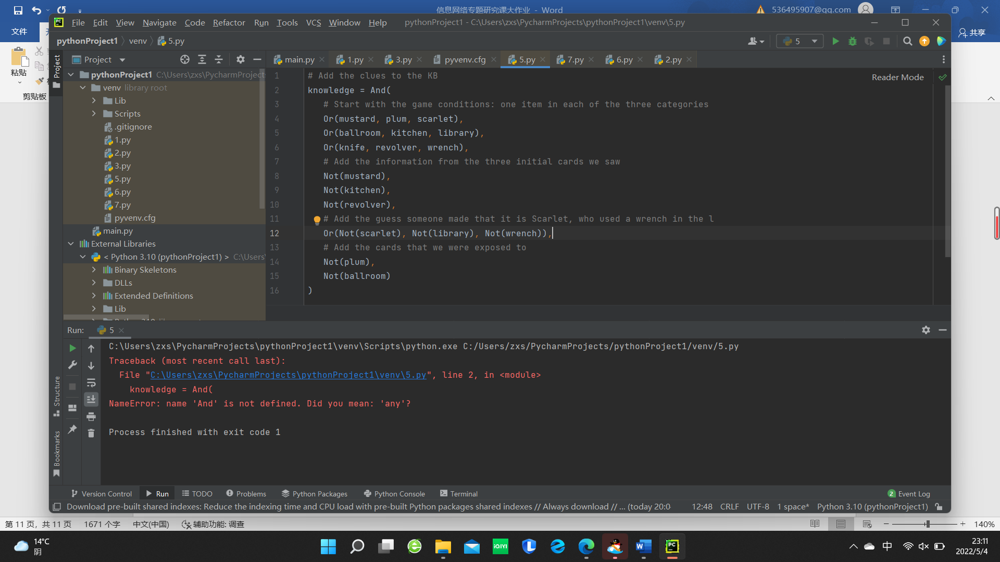 信息网络专题研究课大作业 - Word
536495907@qq.com
文件
共享
粘贴
剪贴板
File Edit View Navigate Code Refactor Run Tools VCS Window Help
pythonProject1 - C:\Users\zxs\PycharmProjects\pythonProject1\venv\5.py
pythonProject1 venv 5.py
5
Project
Project
main.py 1.py 3.py pyvenv.cfg 5.py 7.py 6.py 2.py
pythonProject1 C:\Users\zxs\PycharmProject
venv library root
Lib
Scripts
.gitignore
1.py
2.py
3.py
5.py
6.py
7.py
pyvenv.cfg
main.py
External Libraries
< Python 3.10 (pythonProject1) > C:\Users\
Binary Skeletons
DLLs
Extended Definitions
Lib
Reader Mode
1 # Add the clues to the KB
2 knowledge = And(
3 # Start with the game conditions: one item in each of the three categories
4 Or(mustard, plum, scarlet),
5 Or(ballroom, kitchen, library),
6 Or(knife, revolver, wrench),
7 # Add the information from the three initial cards we saw
8 Not(mustard),
9 Not(kitchen),
10 Not(revolver),
11 # Add the guess someone made that it is Scarlet, who used a wrench in the l
12 Or(Not(scarlet), Not(library), Not(wrench)),
13 # Add the cards that we were exposed to
14 Not(plum),
15 Not(ballroom)
16 )
Run: 5
C:\Users\zxs\PycharmProjects\pythonProject1\venv\Scripts\python.exe C:/Users/zxs/PycharmProjects/pythonProject1/venv/5.py
Traceback (most recent call last):
File "C:\Users\zxs\PycharmProjects\pythonProject1\venv\5.py", line 2, in <module>
knowledge = And(
NameError: name 'And' is not defined. Did you mean: 'any'?
Process finished with exit code 1
Structure
Bookmarks
Version Control Run TODO Problems Python Packages Python Console Terminal 2 Event Log
Download pre-built shared indexes: Reduce the indexing time and CPU load with pre-built Python packages shared indexes // Always download // ... (today 20:0 12:48 CRLF UTF-8 1 space* Python 3.10 (pythonProject1)
第 11 页，共 11 页 1671 个字 中文(中国) 辅助功能: 调查 140%
14°C
阴
iQIYI
中
23:11
2022/5/4